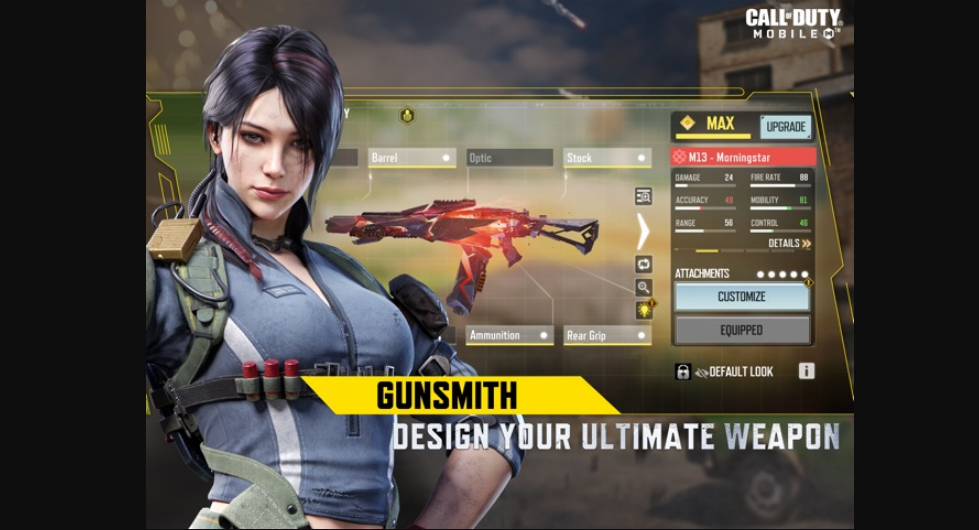 CALL OF DUTY
MOBILE
Y
MAX
UPGRADE
Barrel
Optic
Stock
M13 - Morningstar
DAMAGE 24 FIRE RATE 88
ACCURACY 48 MOBILITY 81
RANGE 56 CONTROL 46
DETAILS
ATTACHMENTS
CUSTOMIZE
Ammunition
Rear Grip
EQUIPPED
DEFAULT LOOK
i
GUNSMITH
DESIGN YOUR ULTIMATE WEAPON